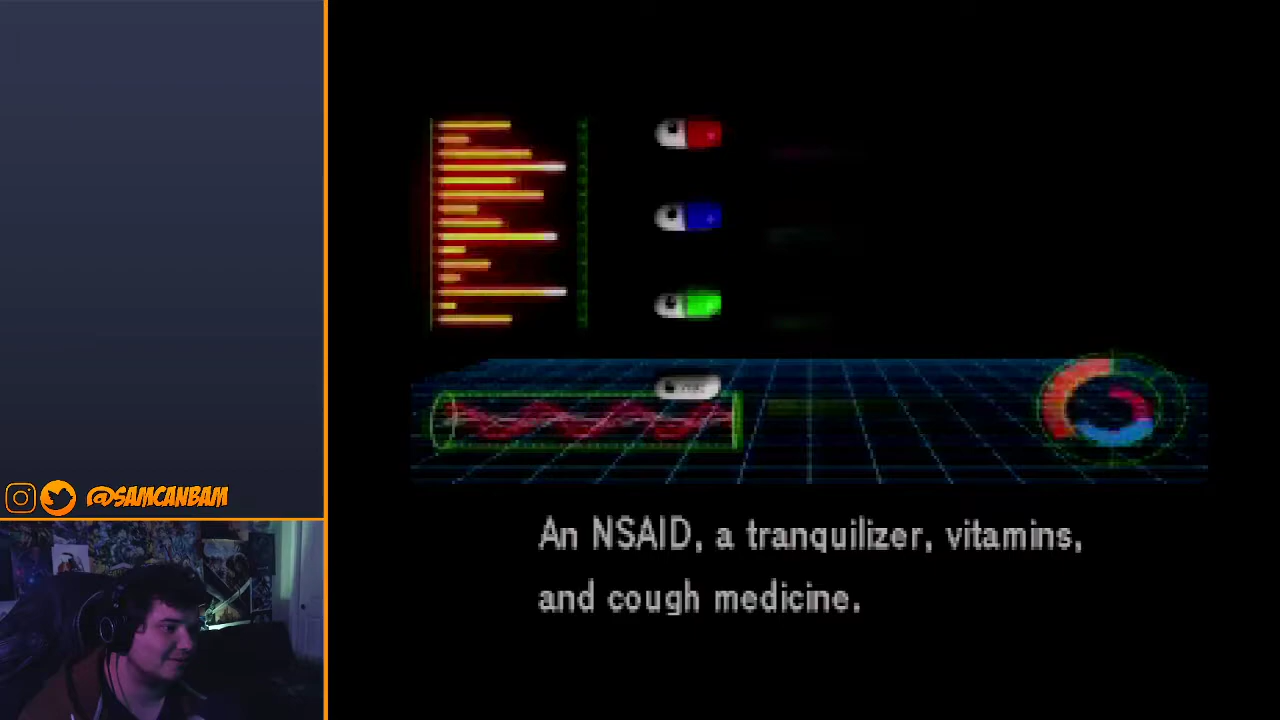 @SAMCANBAM
An NSAID, a tranquilizer, vitamins,
and cough medicine.